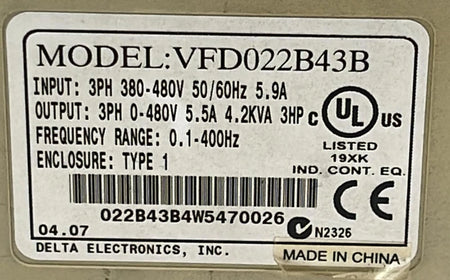 MODEL:VFD022B43B
INPUT: 3PH 380-480V 50/60Hz 5.9A
OUTPUT: 3PH 0-480V 5.5A 4.2KVA 3HP
FREQUENCY RANGE: 0.1-400Hz
ENCLOSURE: TYPE 1
C UL US
LISTED
19XK
IND. CONT. EQ.
022B43B4W5470026
CE
04.07
N2326
DELTA ELECTRONICS, INC.
MADE IN CHINA